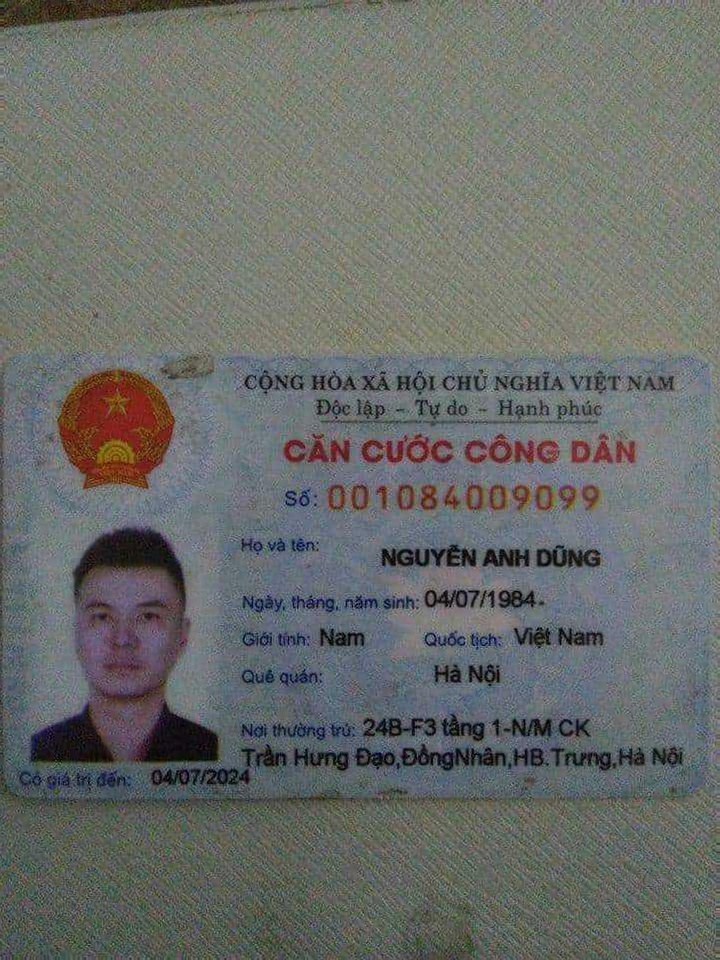 CỘNG HÒA XÃ HỘI CHỦ NGHĨA VIỆT NAM
Độc lập - Tự do - Hạnh phúc
CĂN CƯỚC CÔNG DÂN
Số: 001084009099
Họ và tên: NGUYỄN ANH DŨNG
Ngày, tháng, năm sinh: 04/07/1984
Giới tính: Nam Quốc tịch: Việt Nam
Quê quán: Hà Nội
Nơi thường trú: 24B-F3 tầng 1-N/M CK
Trần Hưng Đạo,ĐồngNhân,HB.Trưng,Hà Nội
Có giá trị đến: 04/07/2024